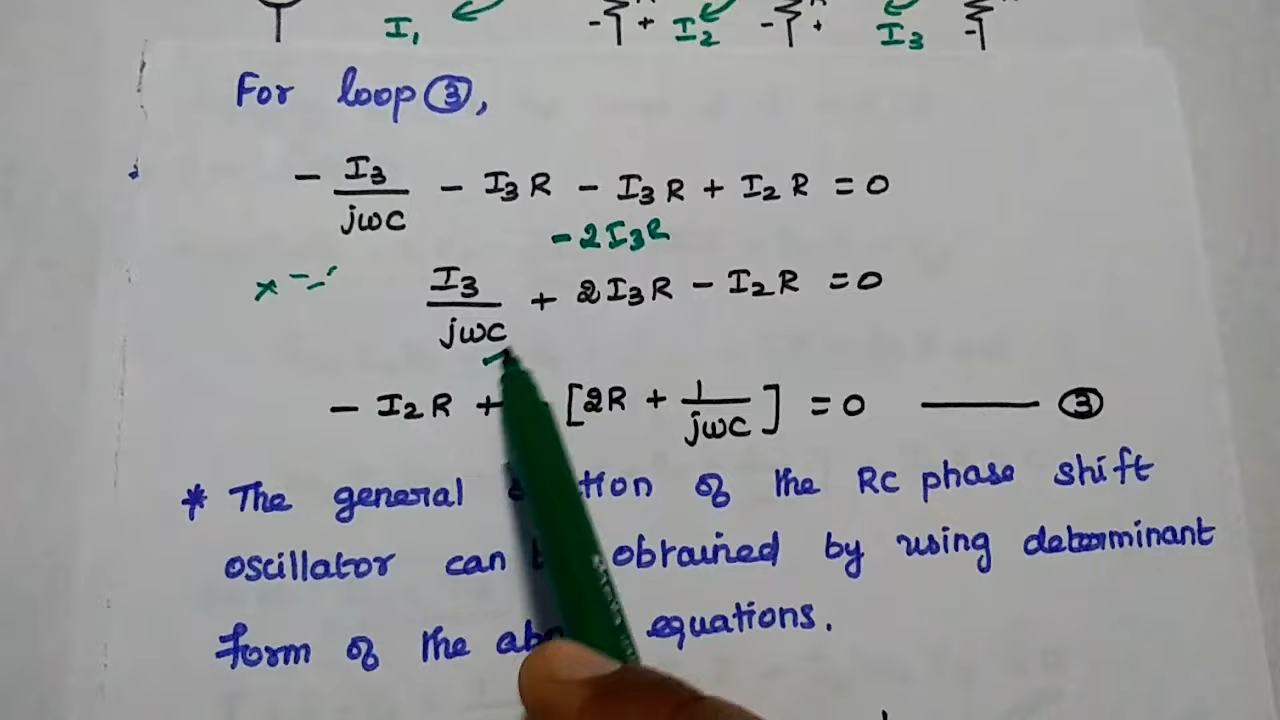 I₁ - + I₂ - + I₃ -
For loop ③,
- I₃/jωc - I₃R - I₃R + I₂R = 0
-2I₃R
x - I₃/jωc + 2I₃R - I₂R = 0
- I₂R + [2R + 1/jωc] = 0 —— ③
* The general of the RC phase shift
oscillator can obtained by using determinant
form of the equations.